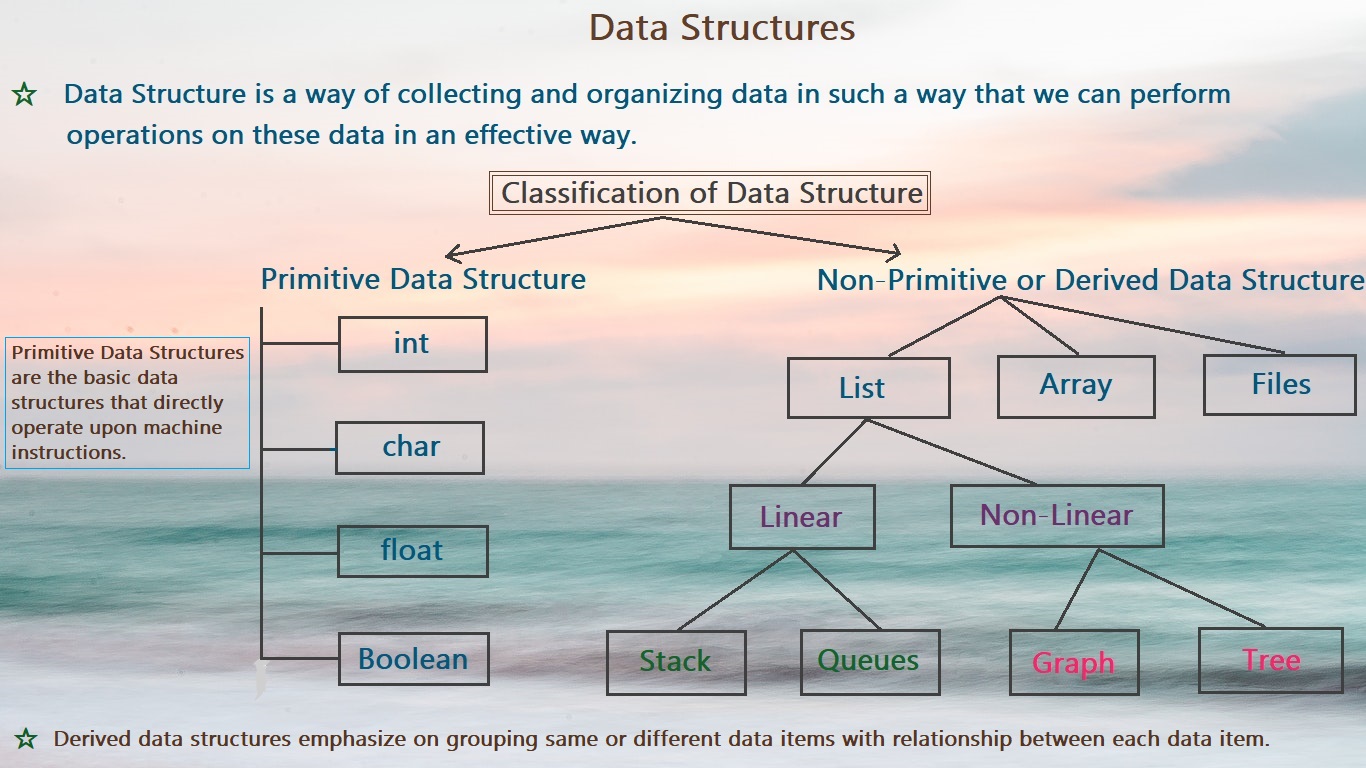 Data Structures
Data Structure is a way of collecting and organizing data in such a way that we can perform
operations on these data in an effective way.
Classification of Data Structure
Primitive Data Structure
Non-Primitive or Derived Data Structure
Primitive Data Structures
are the basic data
structures that directly
operate upon machine
instructions.
int
char
float
Boolean
List
Array
Files
Linear
Non-Linear
Stack
Queues
Graph
Tree
Derived data structures emphasize on grouping same or different data items with relationship between each data item.